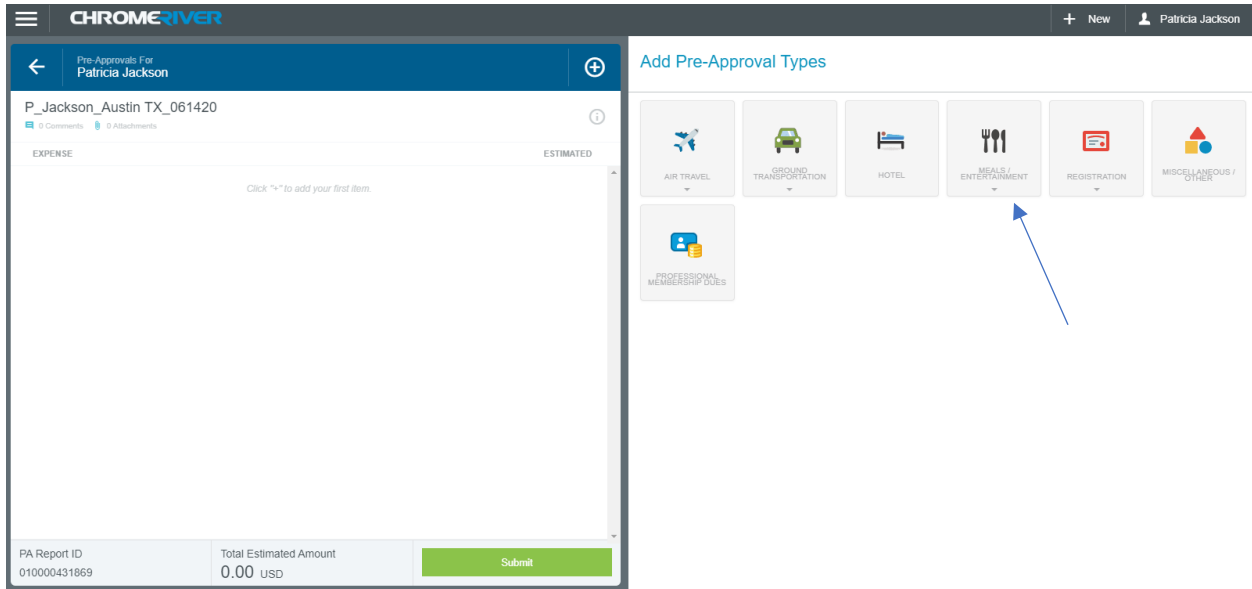 CHROMERIVER
+ New
Patricia Jackson
Pre-Approvals For
Patricia Jackson
P_Jackson_Austin TX_061420
0 Comments 0 Attachments
EXPENSE ESTIMATED
Click "+" to add your first item.
PA Report ID
010000431869
Total Estimated Amount
0.00 USD
Submit
Add Pre-Approval Types
AIR TRAVEL
GROUND
TRANSPORTATION
HOTEL
MEALS /
ENTERTAINMENT
REGISTRATION
MISCELLANEOUS /
OTHER
PROFESSIONAL
MEMBERSHIP DUES